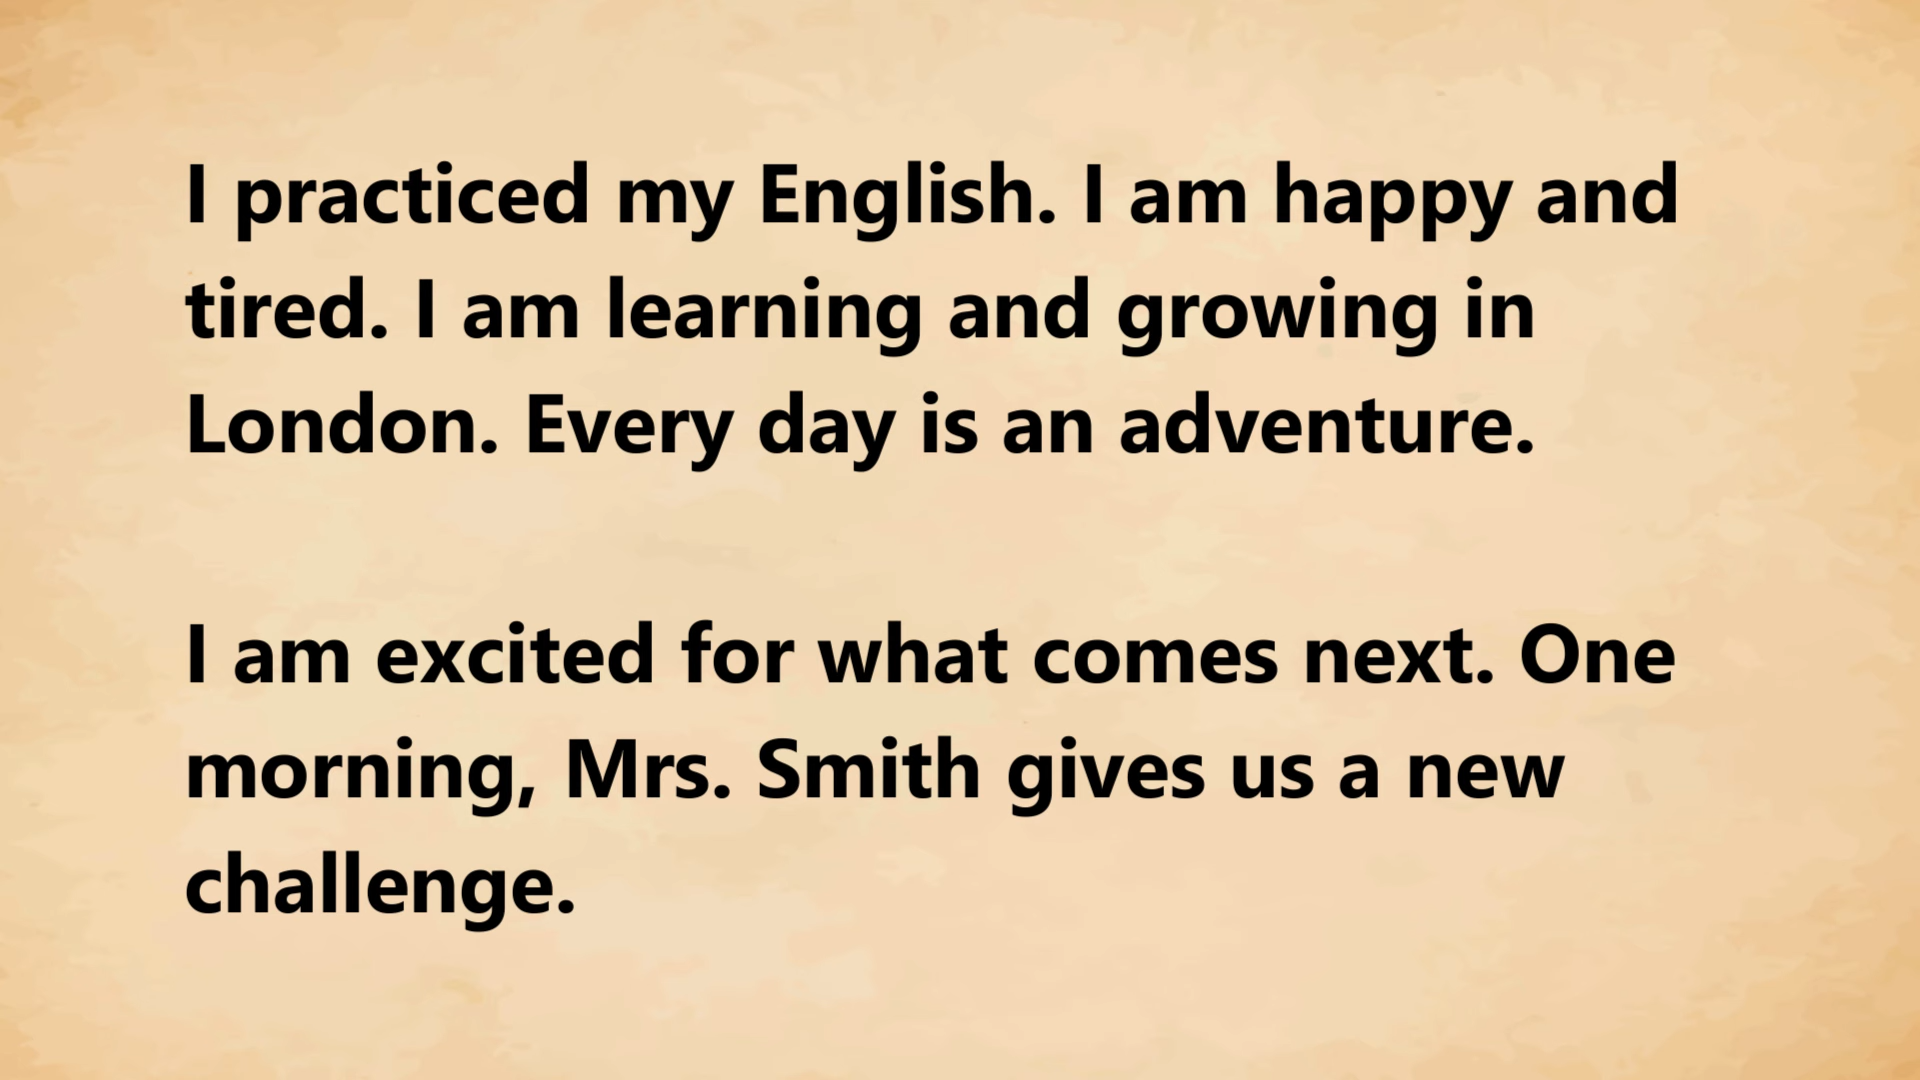 I practiced my English. I am happy and
tired. I am learning and growing in
London. Every day is an adventure.
I am excited for what comes next. One
morning, Mrs. Smith gives us a new
challenge.